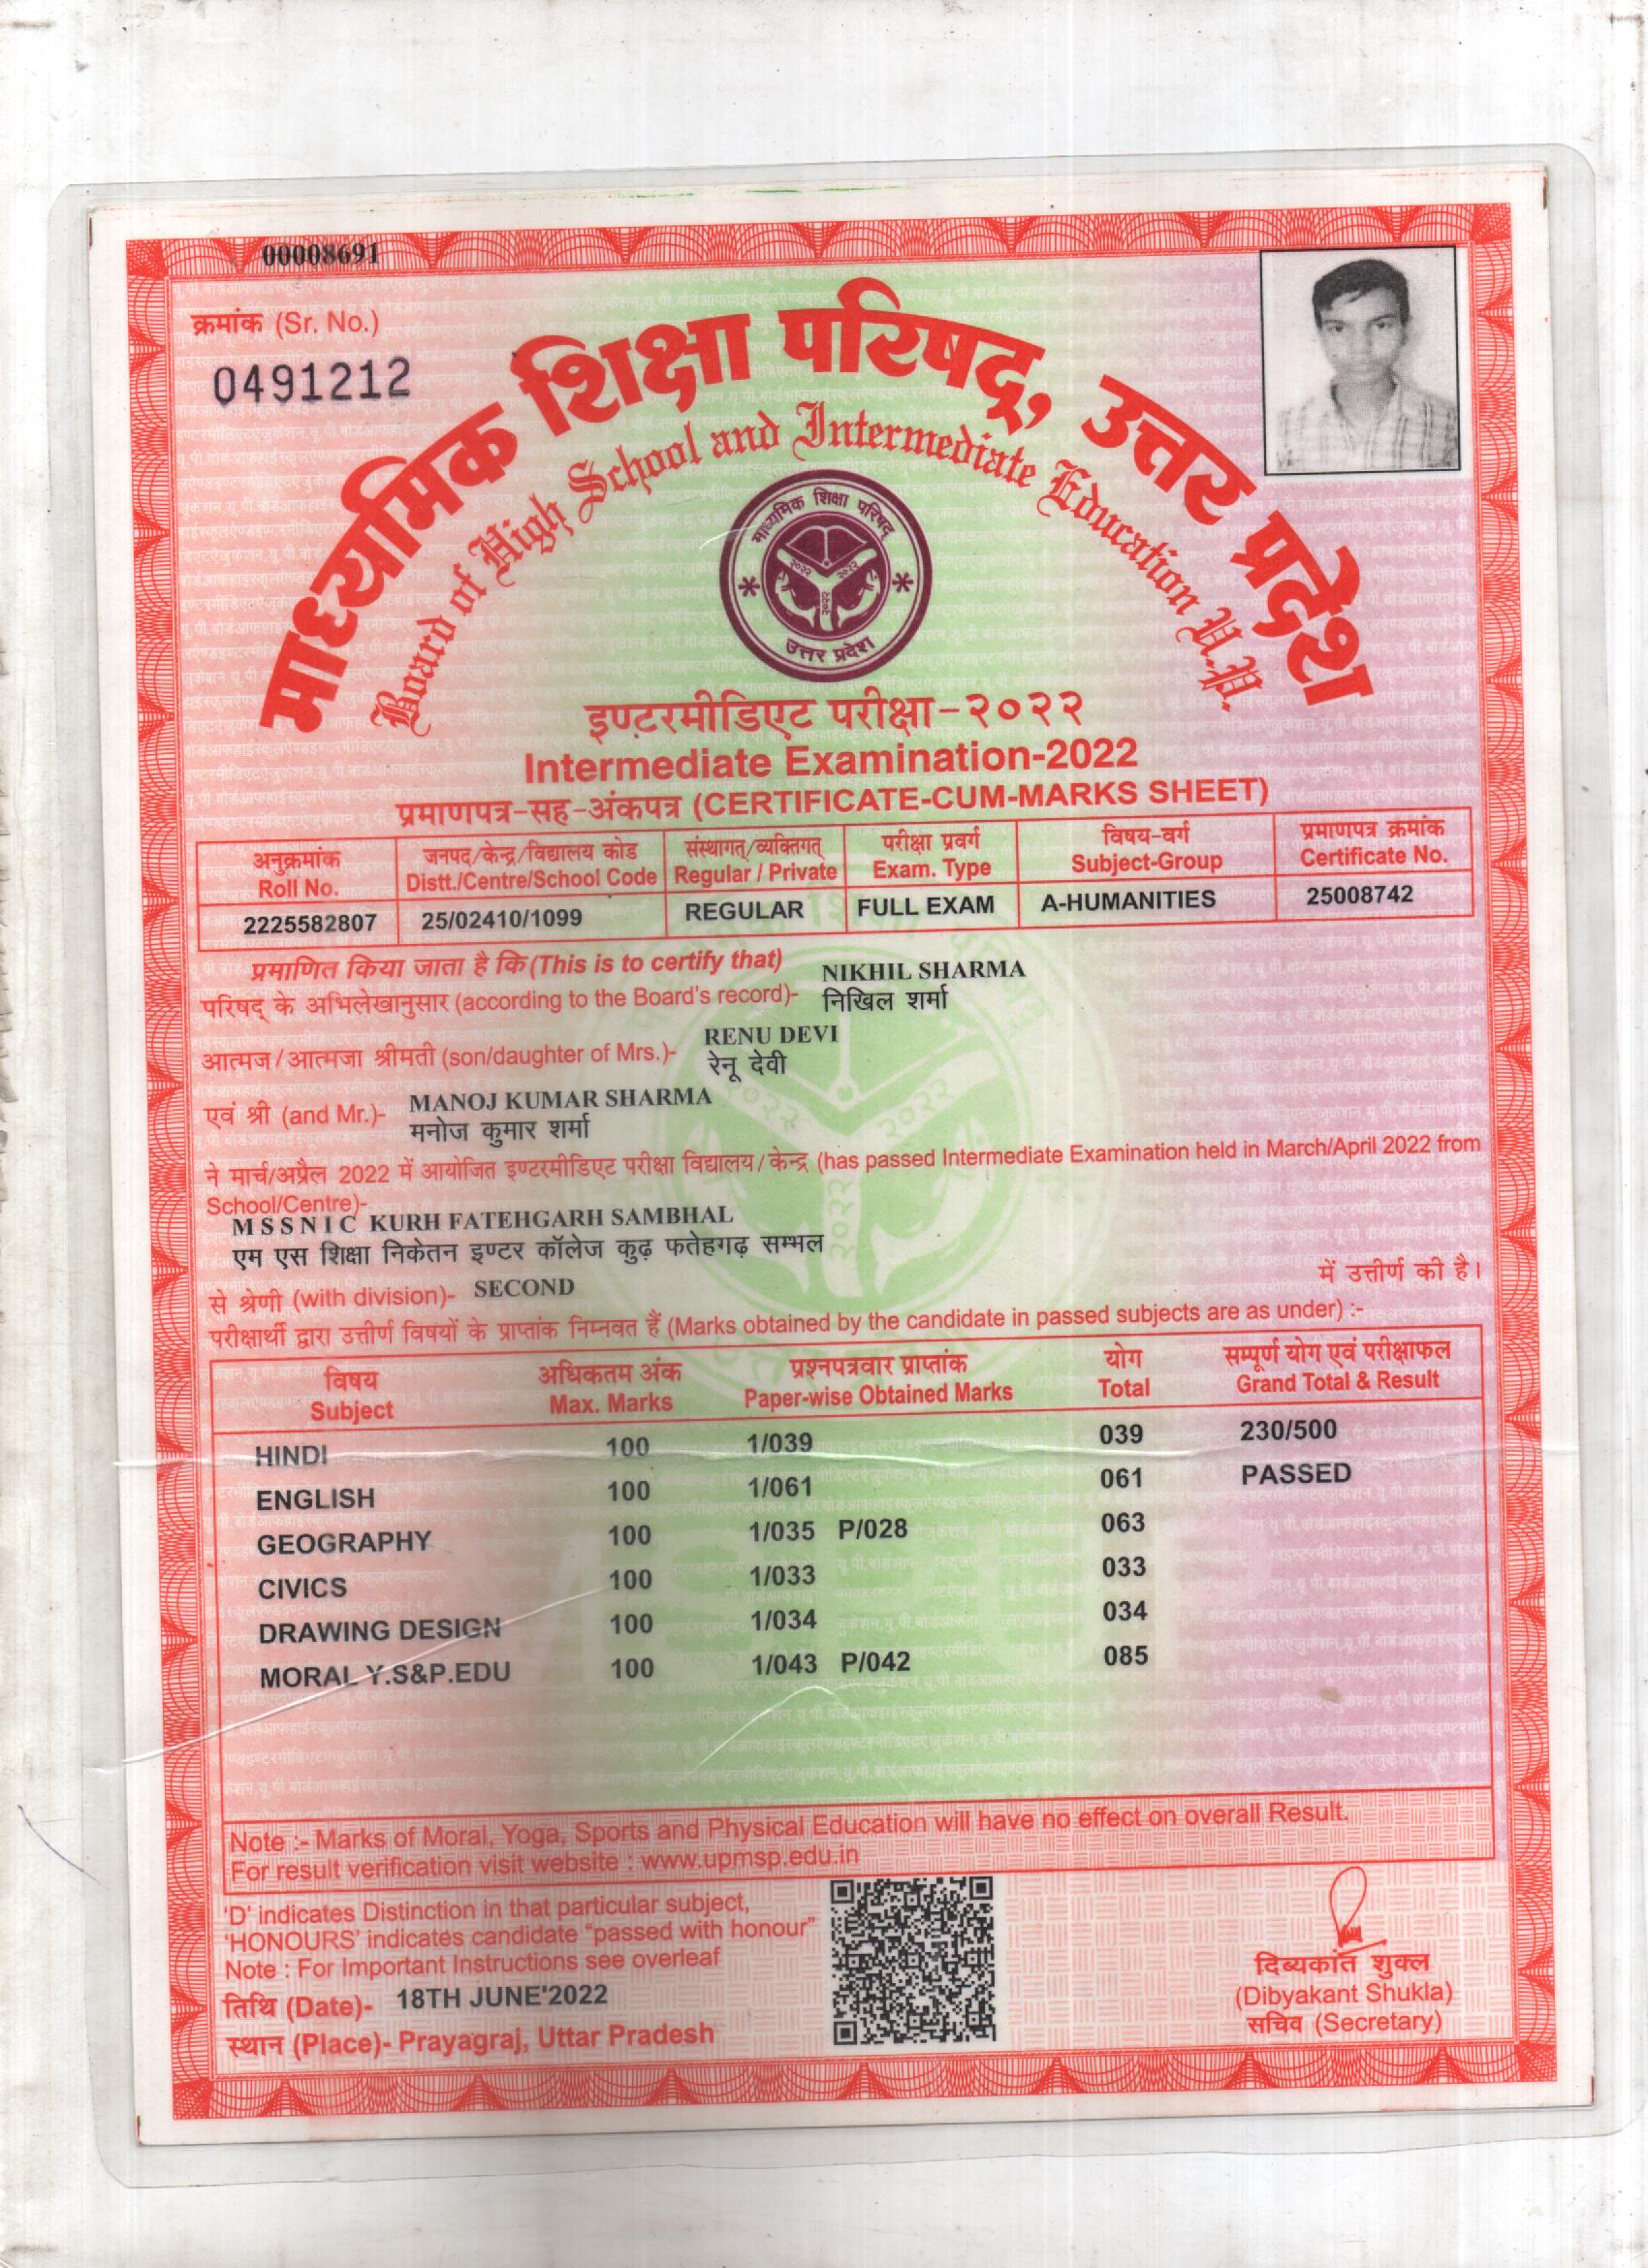 00008691
क्रमांक (Sr. No.)
0491212
माध्यमिक शिक्षा परिषद्, उत्तर प्रदेश
Board of High School and Intermediate Education U.P.
माध्यमिक शिक्षा परिषद्
२०२२ २०२२
२०२२
उत्तर प्रदेश
इण्टरमीडिएट परीक्षा-२०२२
Intermediate Examination-2022
प्रमाणपत्र-सह-अंकपत्र (CERTIFICATE-CUM-MARKS SHEET)
अनुक्रमांक जनपद/केन्द्र/विद्यालय कोड संस्थागत्/व्यक्तिगत् परीक्षा प्रवर्ग विषय-वर्ग प्रमाणपत्र क्रमांक
Roll No. Distt./Centre/School Code Regular / Private Exam. Type Subject-Group Certificate No.
2225582807 25/02410/1099 REGULAR FULL EXAM A-HUMANITIES 25008742
प्रमाणित किया जाता है कि (This is to certify that) NIKHIL SHARMA
परिषद् के अभिलेखानुसार (according to the Board's record)- निखिल शर्मा
RENU DEVI
आत्मज/आत्मजा श्रीमती (son/daughter of Mrs.)- रेनू देवी
एवं श्री (and Mr.)- MANOJ KUMAR SHARMA
मनोज कुमार शर्मा
ने मार्च/अप्रैल 2022 में आयोजित इण्टरमीडिएट परीक्षा विद्यालय/केन्द्र (has passed Intermediate Examination held in March/April 2022 from
School/Centre)-
M S S N I C KURH FATEHGARH SAMBHAL
एम एस शिक्षा निकेतन इण्टर कॉलेज कुढ़ फतेहगढ़ सम्भल
से श्रेणी (with division)- SECOND में उत्तीर्ण की है।
परीक्षार्थी द्वारा उत्तीर्ण विषयों के प्राप्तांक निम्नवत हैं (Marks obtained by the candidate in passed subjects are as under) :-
विषय अधिकतम अंक प्रश्नपत्रवार प्राप्तांक योग सम्पूर्ण योग एवं परीक्षाफल
Subject Max. Marks Paper-wise Obtained Marks Total Grand Total & Result
HINDI 100 1/039 039 230/500
ENGLISH 100 1/061 061 PASSED
GEOGRAPHY 100 1/035 P/028 063
CIVICS 100 1/033 033
DRAWING DESIGN 100 1/034 034
MORAL Y.S&P.EDU 100 1/043 P/042 085
Note :- Marks of Moral, Yoga, Sports and Physical Education will have no effect on overall Result.
For result verification visit website : www.upmsp.edu.in
'D' indicates Distinction in that particular subject,
'HONOURS' indicates candidate "passed with honour"
Note : For Important Instructions see overleaf
तिथि (Date)- 18TH JUNE'2022
स्थान (Place)- Prayagraj, Uttar Pradesh
दिब्यकांत शुक्ल
(Dibyakant Shukla)
सचिव (Secretary)